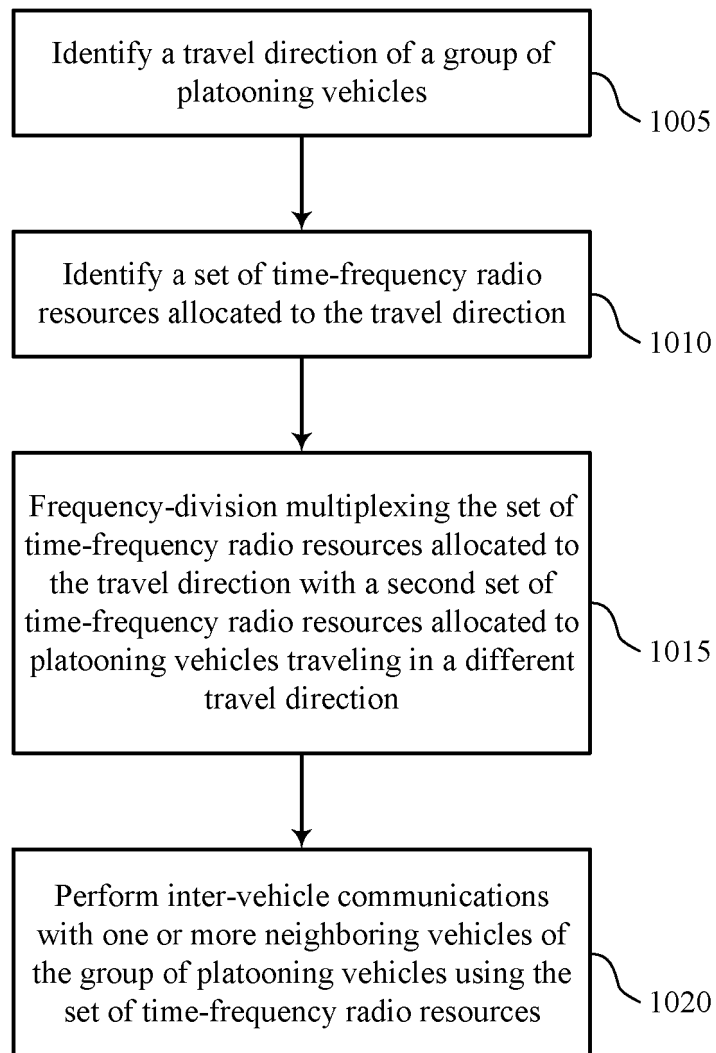 Identify a travel direction of a group of
platooning vehicles
1005
Identify a set of time-frequency radio
resources allocated to the travel direction
1010
Frequency-division multiplexing the set of
time-frequency radio resources allocated to
the travel direction with a second set of
time-frequency radio resources allocated to
platooning vehicles traveling in a different
travel direction
1015
Perform inter-vehicle communications
with one or more neighboring vehicles of
the group of platooning vehicles using the
set of time-frequency radio resources
1020